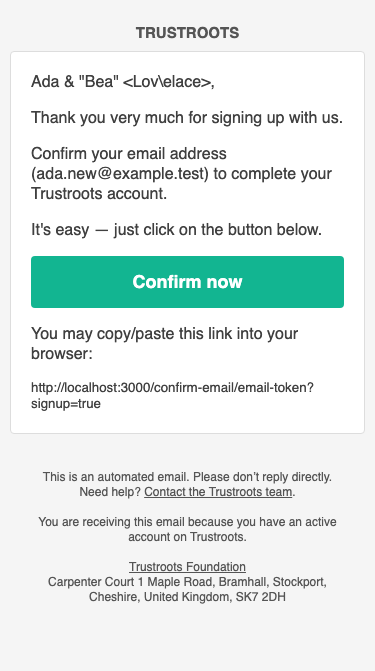 TRUSTROOTS
Ada & "Bea" <Lov\elace>,
Thank you very much for signing up with us.
Confirm your email address
(ada.new@example.test) to complete your
Trustroots account.
It's easy — just click on the button below.
Confirm now
You may copy/paste this link into your
browser:
http://localhost:3000/confirm-email/email-token?
signup=true
This is an automated email. Please don’t reply directly.
Need help? Contact the Trustroots team.
You are receiving this email because you have an active
account on Trustroots.
Trustroots Foundation
Carpenter Court 1 Maple Road, Bramhall, Stockport,
Cheshire, United Kingdom, SK7 2DH